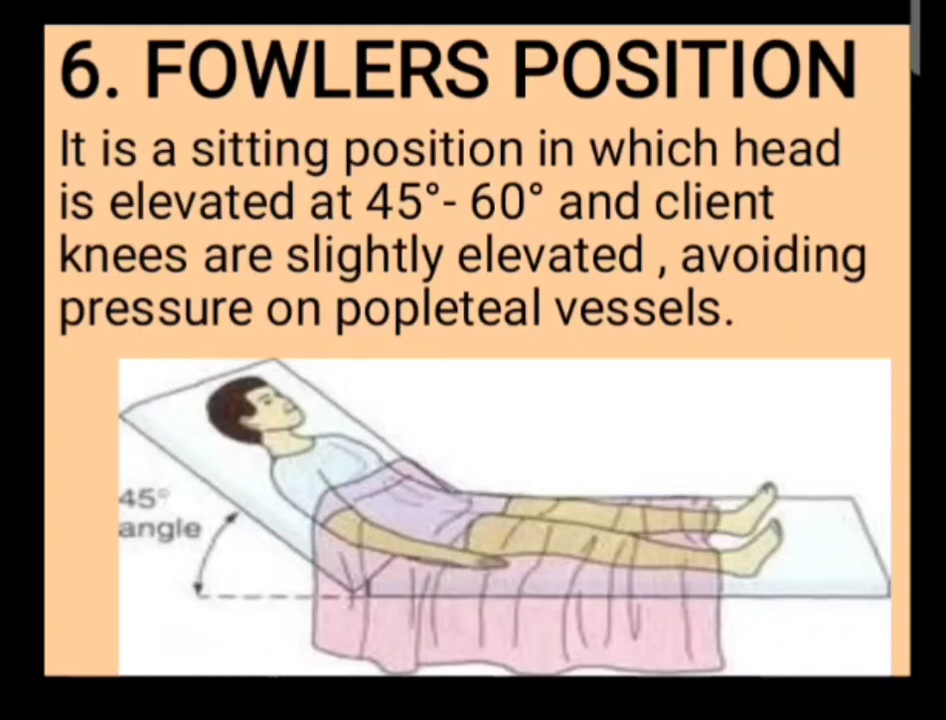 6. FOWLERS POSITION
It is a sitting position in which head
is elevated at 45°- 60° and client
knees are slightly elevated , avoiding
pressure on popleteal vessels.
45°
angle